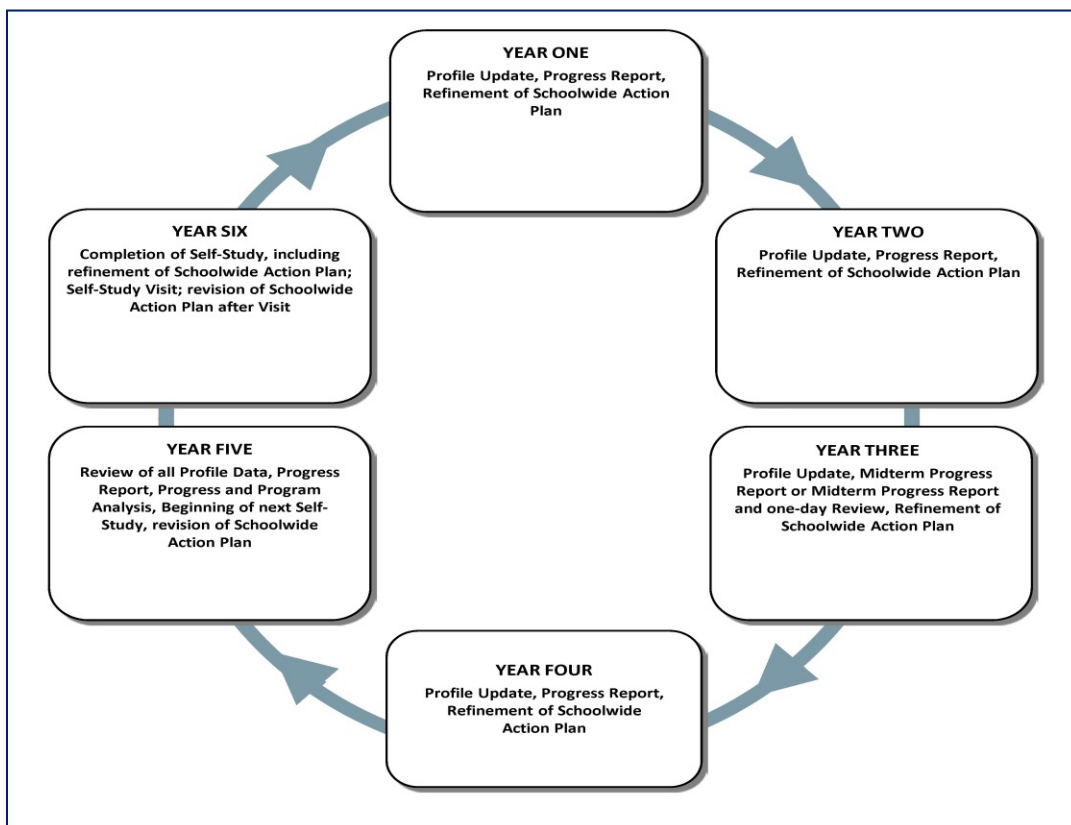 YEAR ONE
Profile Update, Progress Report,
Refinement of Schoolwide Action
Plan
YEAR TWO
Profile Update, Progress Report,
Refinement of Schoolwide Action Plan
YEAR THREE
Profile Update, Midterm Progress
Report or Midterm Progress Report
and one-day Review, Refinement of
Schoolwide Action Plan
YEAR FOUR
Profile Update, Progress Report,
Refinement of Schoolwide
Action Plan
YEAR FIVE
Review of all Profile Data, Progress
Report, Progress and Program
Analysis, Beginning of next Self-
Study, revision of Schoolwide
Action Plan
YEAR SIX
Completion of Self-Study, including
refinement of Schoolwide Action Plan;
Self-Study Visit; revision of Schoolwide
Action Plan after Visit